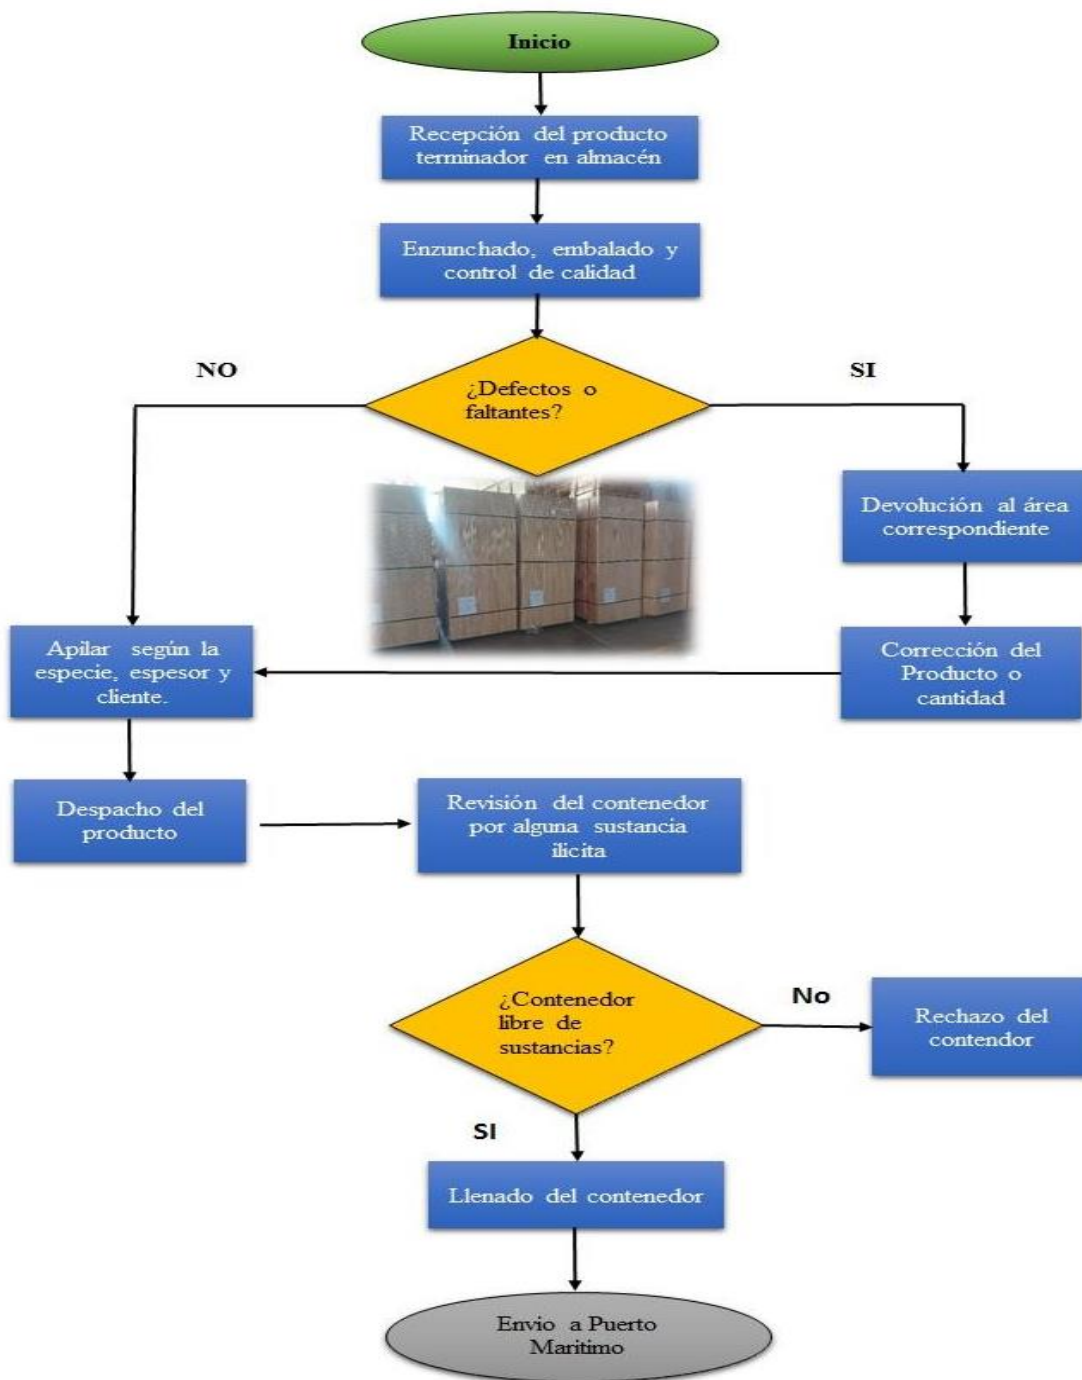 Inicio
Recepción del producto
terminador en almacén
Enzunchado, embalado y
control de calidad
NO
¿Defectos o
faltantes?
SI
Devolución al área
correspondiente
Apilar según la
especie, espesor y
cliente.
Corrección del
Producto o
cantidad
Despacho del
producto
Revisión del contenedor
por alguna sustancia
ilicita
¿Contenedor
libre de
sustancias?
No
Rechazo del
contendor
SI
Llenado del contenedor
Envio a Puerto
Maritimo